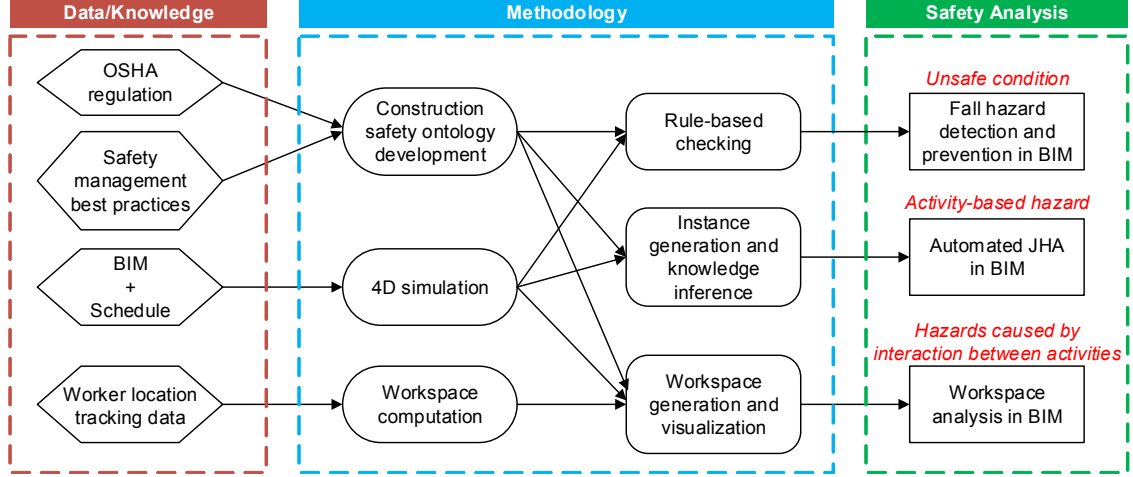 Data/Knowledge
Methodology
Safety Analysis
OSHA
regulation
Safety
management
best practices
BIM
+
Schedule
Worker location
tracking data
Construction
safety ontology
development
4D simulation
Workspace
computation
Rule-based
checking
Instance
generation and
knowledge
inference
Workspace
generation and
visualization
Unsafe condition
Fall hazard
detection and
prevention in BIM
Activity-based hazard
Automated JHA
in BIM
Hazards caused by
interaction between activities
Workspace
analysis in BIM